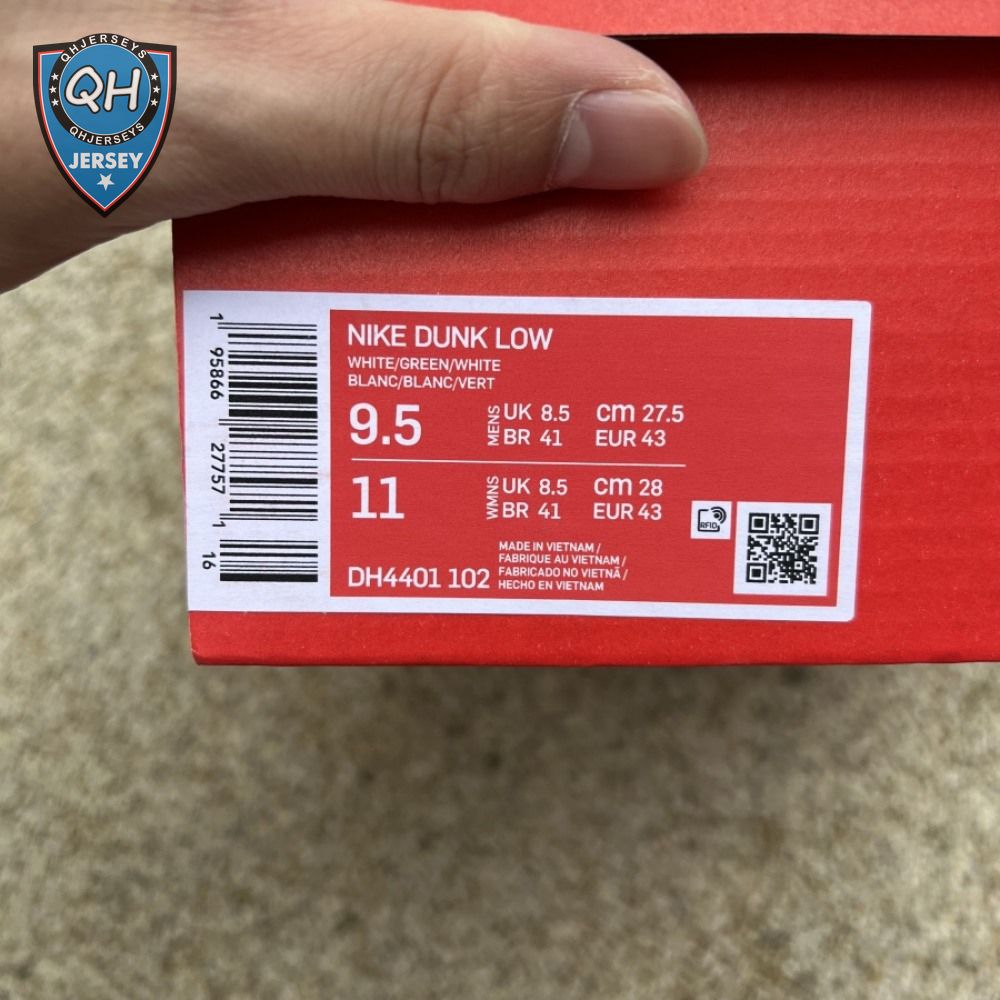 QHJERSEYS
QH
QHJERSEYS
JERSEY
NIKE DUNK LOW
WHITE/GREEN/WHITE
BLANC/BLANC/VERT
9.5 MENS UK 8.5 cm 27.5
BR 41 EUR 43
11 WMNS UK 8.5 cm 28
BR 41 EUR 43
RFID
MADE IN VIETNAM /
FABRIQUE AU VIETNAM /
FABRICADO NO VIETNÃ /
HECHO EN VIETNAM
DH4401 102
1 95866 27757 1 16